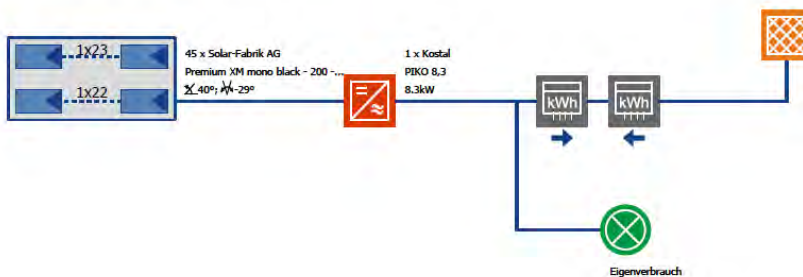 1x23
1x22
45 x Solar-Fabrik AG
Premium XM mono black - 200 -...
40°; -29°
1 x Kostal
PIKO 8,3
8.3kW
kWh
kWh
Eigenverbrauch